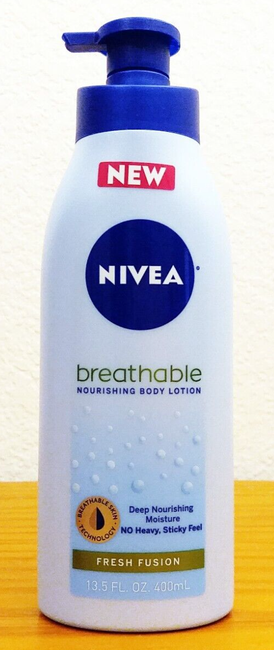 NEW
NIVEA
breathable
NOURISHING BODY LOTION
BREATHABLE SKIN
• TECHNOLOGY •
Deep Nourishing
Moisture
NO Heavy, Sticky Feel
FRESH FUSION
13.5 FL. OZ. 400mL